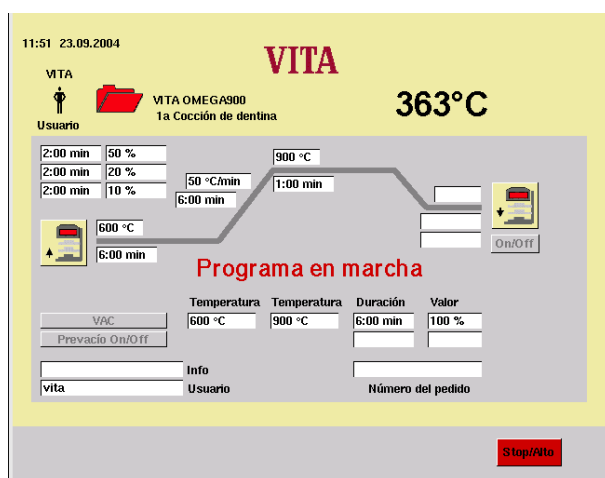 11:51 23.09.2004
VITA
VITA
Usuario
VITA OMEGA900
1a Cocción de dentina
363°C
2:00 min 50 %
2:00 min 20 %
2:00 min 10 %
50 °C/min
6:00 min
900 °C
1:00 min
600 °C
6:00 min
On/Off
Programa en marcha
Temperatura Temperatura Duración Valor
VAC 600 °C 900 °C 6:00 min 100 %
Prevacío On/Off
Info
vita Usuario Número del pedido
Stop/Alto